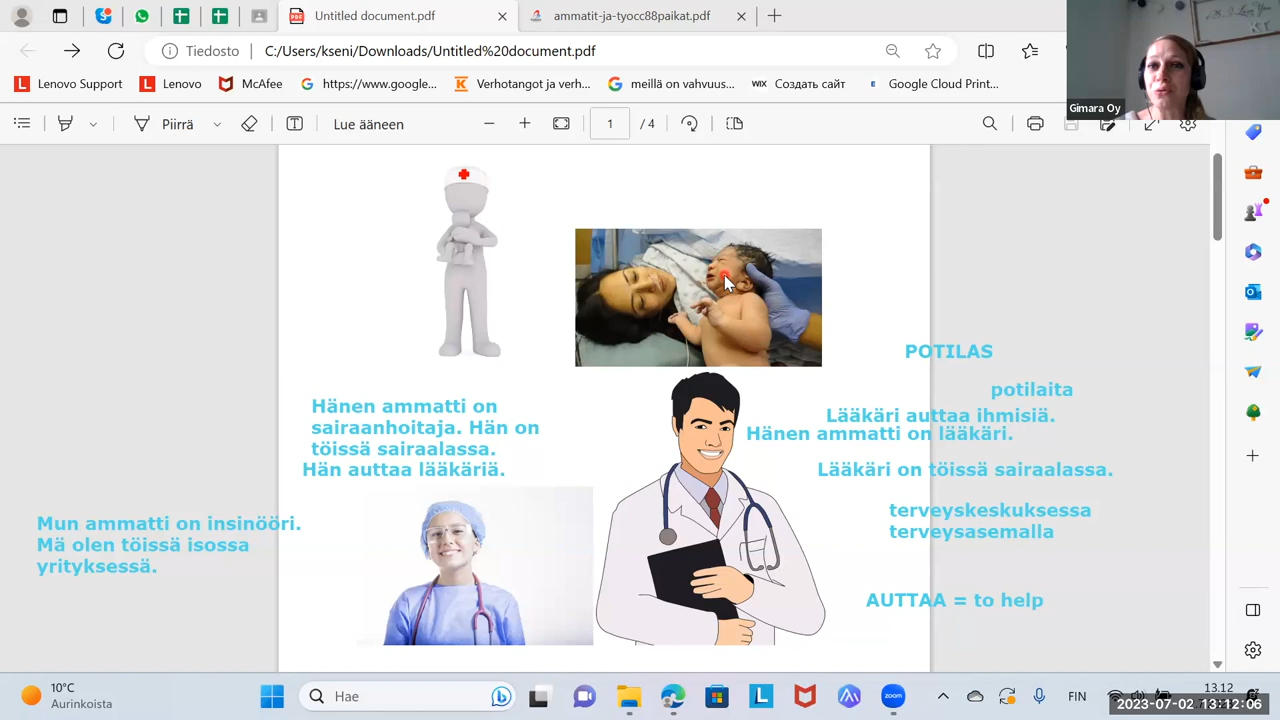 Untitled document.pdf
ammatit-ja-tyocc88paikat.pdf
Tiedosto
C:/Users/kseni/Downloads/Untitled%20document.pdf
Lenovo Support
Lenovo
McAfee
https://www.google...
Verhotangot ja verh...
meillä on vahvuus...
WIX
Создать сайт
Google Cloud Print...
Gimara Oy
Piirrä
Lue ääneen
1
/ 4
POTILAS
potilaita
Lääkäri auttaa ihmisiä.
Hänen ammatti on lääkäri.
Hänen ammatti on
sairaanhoitaja. Hän on
töissä sairaalassa.
Hän auttaa lääkäriä.
Lääkäri on töissä sairaalassa.
terveyskeskuksessa
terveysasemalla
Mun ammatti on insinööri.
Mä olen töissä isossa
yrityksessä.
AUTTAA = to help
10°C
Aurinkoista
Hae
zoom
FIN
13.12
2023-07-02 13:12:06